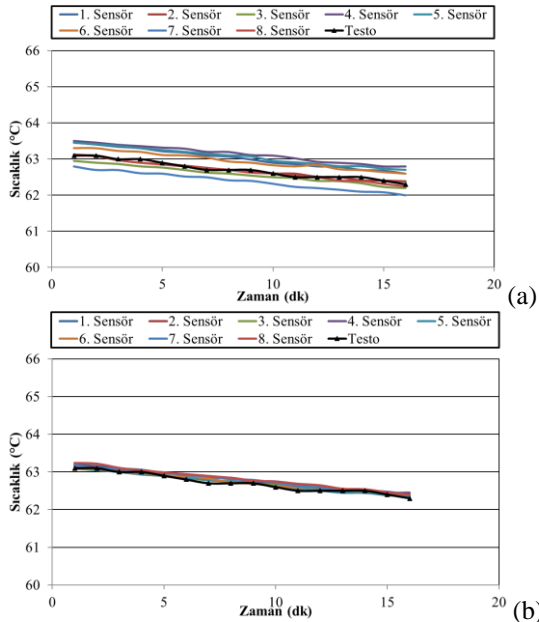 1. Sensör 2. Sensör 3. Sensör 4. Sensör 5. Sensör
6. Sensör 7. Sensör 8. Sensör Testo
66
65
64
63
62
61
60
Sıcaklık (°C)
0 5 10 15 20
Zaman (dk)
(a)
1. Sensör 2. Sensör 3. Sensör 4. Sensör 5. Sensör
6. Sensör 7. Sensör 8. Sensör Testo
66
65
64
63
62
61
60
Sıcaklık (°C)
0 5 10 15 20
Zaman (dk)
(b)